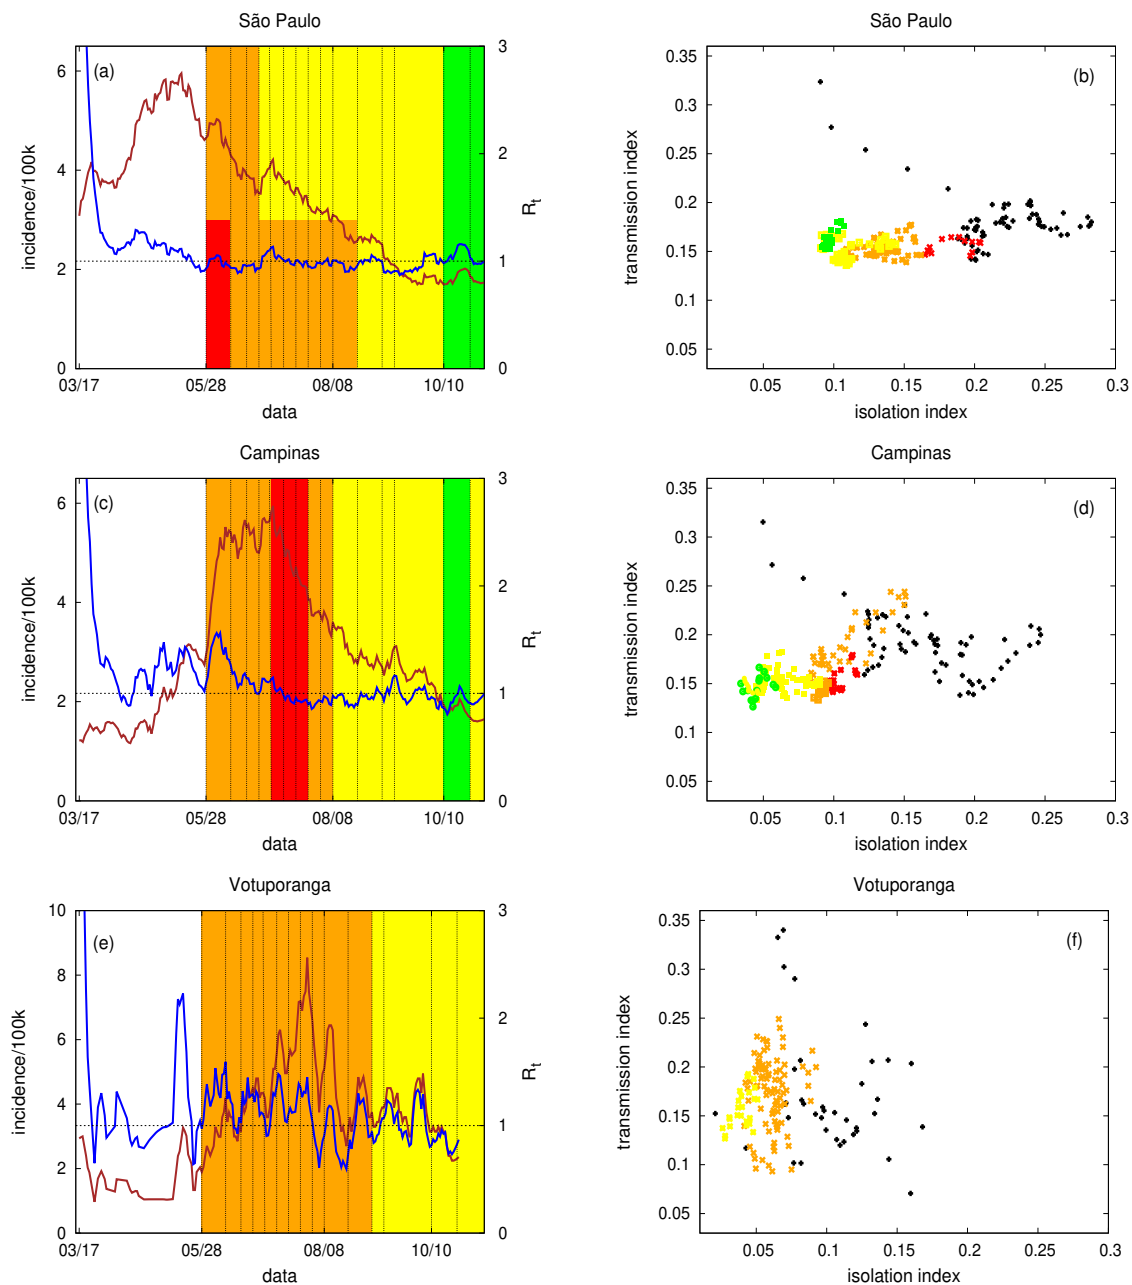 São Paulo
(a)
6
4
2
0
3
2
1
0
03/17
05/28
08/08
10/10
incidence/100k
R_t
data
São Paulo
(b)
0.35
0.3
0.25
0.2
0.15
0.1
0.05
0.05
0.1
0.15
0.2
0.25
0.3
transmission index
isolation index
Campinas
(c)
6
4
2
0
3
2
1
0
03/17
05/28
08/08
10/10
incidence/100k
R_t
data
Campinas
(d)
0.35
0.3
0.25
0.2
0.15
0.1
0.05
0.05
0.1
0.15
0.2
0.25
0.3
transmission index
isolation index
Votuporanga
(e)
10
8
6
4
2
0
3
2
1
0
03/17
05/28
08/08
10/10
incidence/100k
R_t
data
Votuporanga
(f)
0.35
0.3
0.25
0.2
0.15
0.1
0.05
0.05
0.1
0.15
0.2
0.25
0.3
transmission index
isolation index